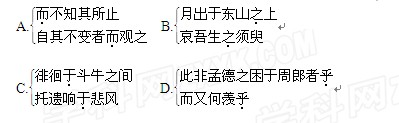 A. 而不知其所止
自其不变者而观之
B. 月出于东山之上
哀吾生之须臾
C. 徘徊于斗牛之间
托遗响于悲风
D. 此非孟德之困于周郎者乎
而又何羡乎